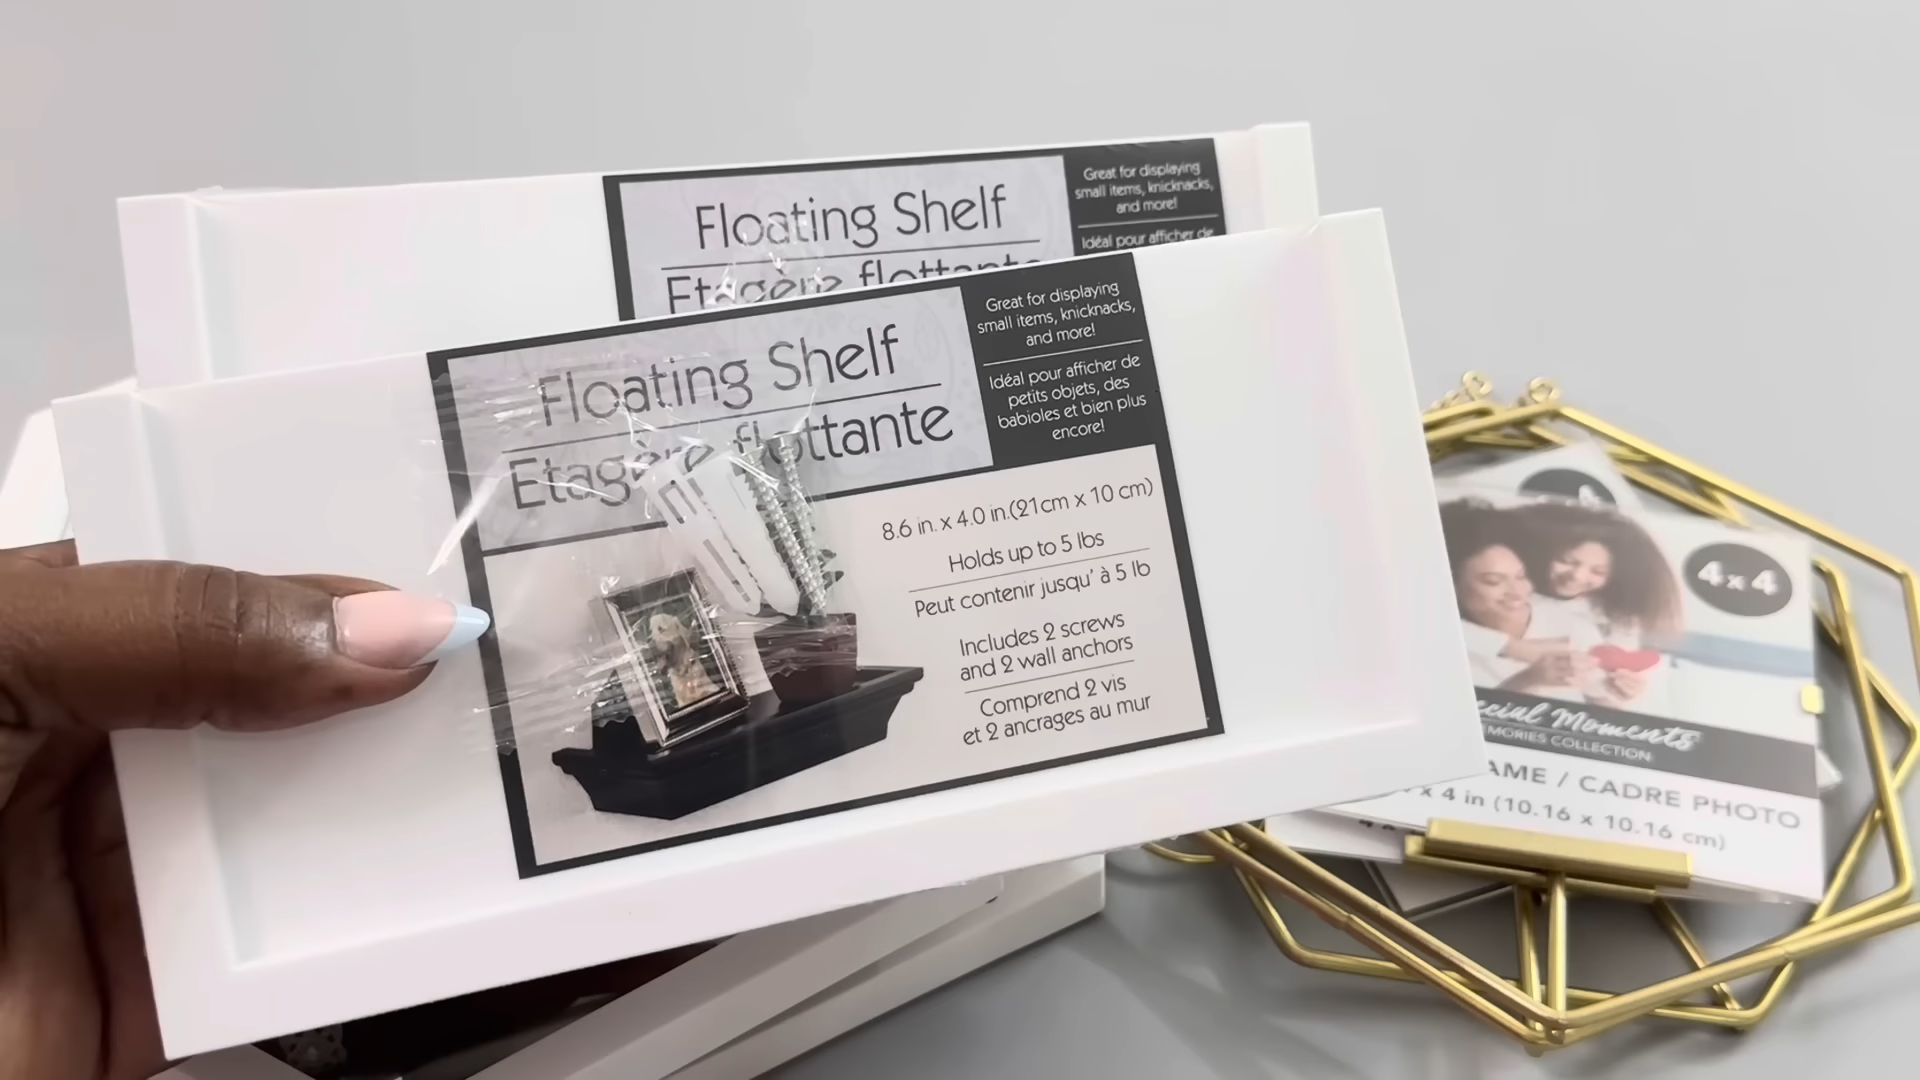 Floating Shelf
Etagère flottante
Great for displaying
small items, knicknacks,
and more!
Idéal pour afficher de
Floating Shelf
Etagère flottante
Great for displaying
small items, knicknacks,
and more!
Idéal pour afficher de
petits objets, des
babioles et bien plus
encore!
8.6 in. x 4.0 in.(21cm x 10 cm)
Holds up to 5 lbs
Peut contenir jusqu' à 5 lb
Includes 2 screws
and 2 wall anchors
Comprend 2 vis
et 2 ancrages au mur
4x4
ecial Moments
MORIES COLLECTION
AME / CADRE PHOTO
x 4 in (10.16 x 10.16 cm)